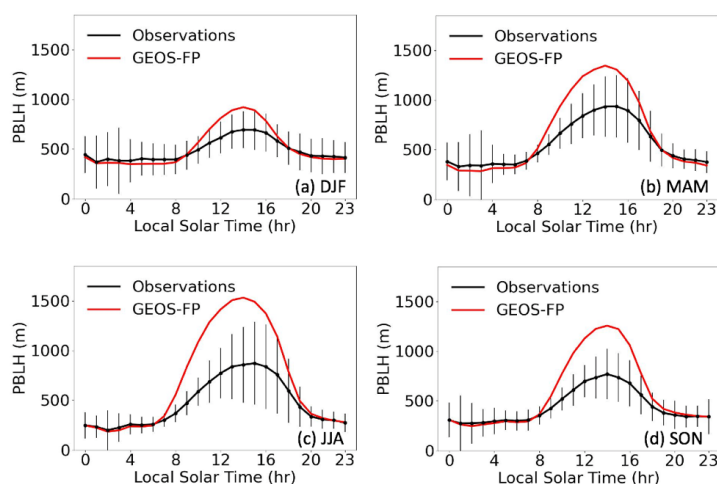 Observations
GEOS-FP
1500
1000
500
0
PBLH (m)
(a) DJF
0 4 8 12 16 20 23
Local Solar Time (hr)
Observations
GEOS-FP
1500
1000
500
0
PBLH (m)
(b) MAM
0 4 8 12 16 20 23
Local Solar Time (hr)
Observations
GEOS-FP
1500
1000
500
0
PBLH (m)
(c) JJA
0 4 8 12 16 20 23
Local Solar Time (hr)
Observations
GEOS-FP
1500
1000
500
0
PBLH (m)
(d) SON
0 4 8 12 16 20 23
Local Solar Time (hr)